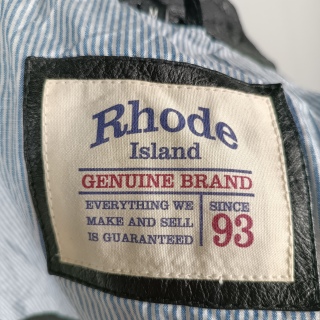 Rhode
Island
GENUINE BRAND
EVERYTHING WE
MAKE AND SELL
IS GUARANTEED
SINCE
93